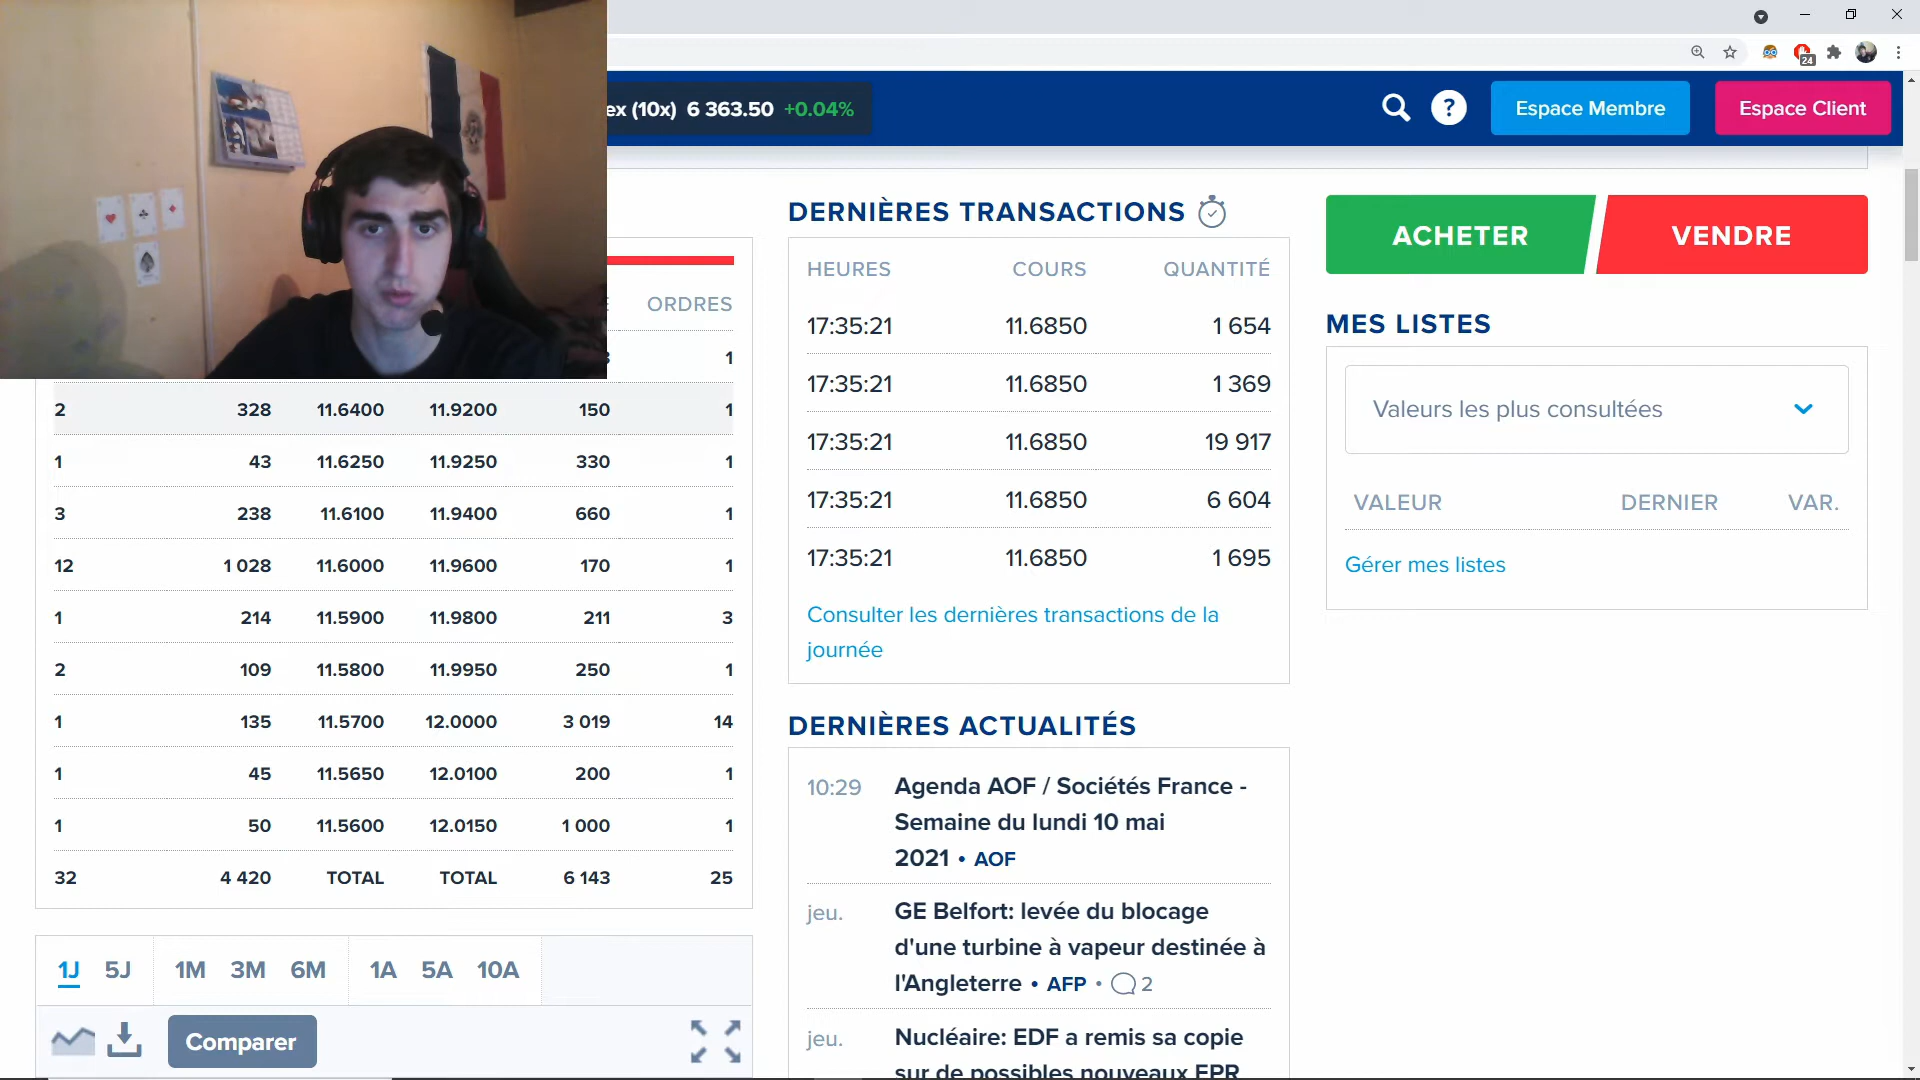 24
ex (10x) 6 363.50 +0.04%
?
Espace Membre
Espace Client
ORDRES
1
2 328 11.6400 11.9200 150 1
1 43 11.6250 11.9250 330 1
3 238 11.6100 11.9400 660 1
12 1 028 11.6000 11.9600 170 1
1 214 11.5900 11.9800 211 3
2 109 11.5800 11.9950 250 1
1 135 11.5700 12.0000 3 019 14
1 45 11.5650 12.0100 200 1
1 50 11.5600 12.0150 1 000 1
32 4 420 TOTAL TOTAL 6 143 25
1J 5J 1M 3M 6M 1A 5A 10A
Comparer
DERNIÈRES TRANSACTIONS
HEURES COURS QUANTITÉ
17:35:21 11.6850 1 654
17:35:21 11.6850 1 369
17:35:21 11.6850 19 917
17:35:21 11.6850 6 604
17:35:21 11.6850 1 695
Consulter les dernières transactions de la
journée
DERNIÈRES ACTUALITÉS
10:29 Agenda AOF / Sociétés France -
Semaine du lundi 10 mai
2021 • AOF
jeu. GE Belfort: levée du blocage
d'une turbine à vapeur destinée à
l'Angleterre • AFP • 2
jeu. Nucléaire: EDF a remis sa copie
sur de possibles nouveaux EPR
ACHETER
VENDRE
MES LISTES
Valeurs les plus consultées
VALEUR DERNIER VAR.
Gérer mes listes